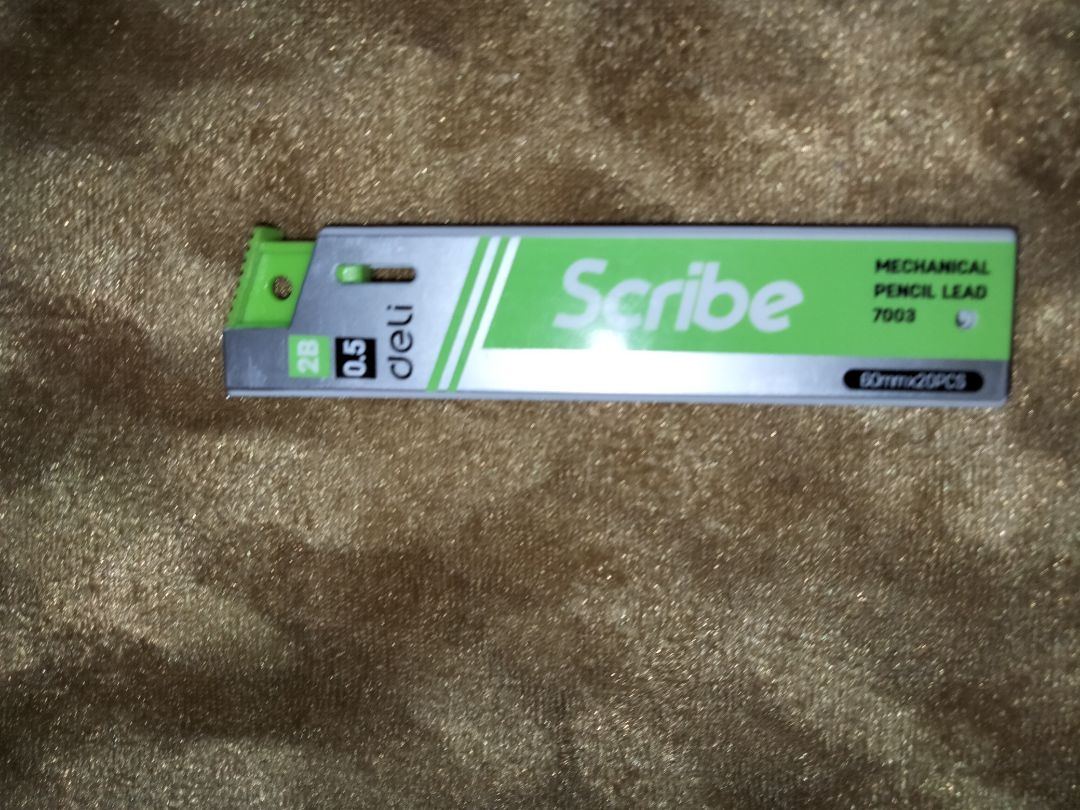 2B
0.5
deli
Scribe
MECHANICAL
PENCIL LEAD
7003
60mmx20PCS